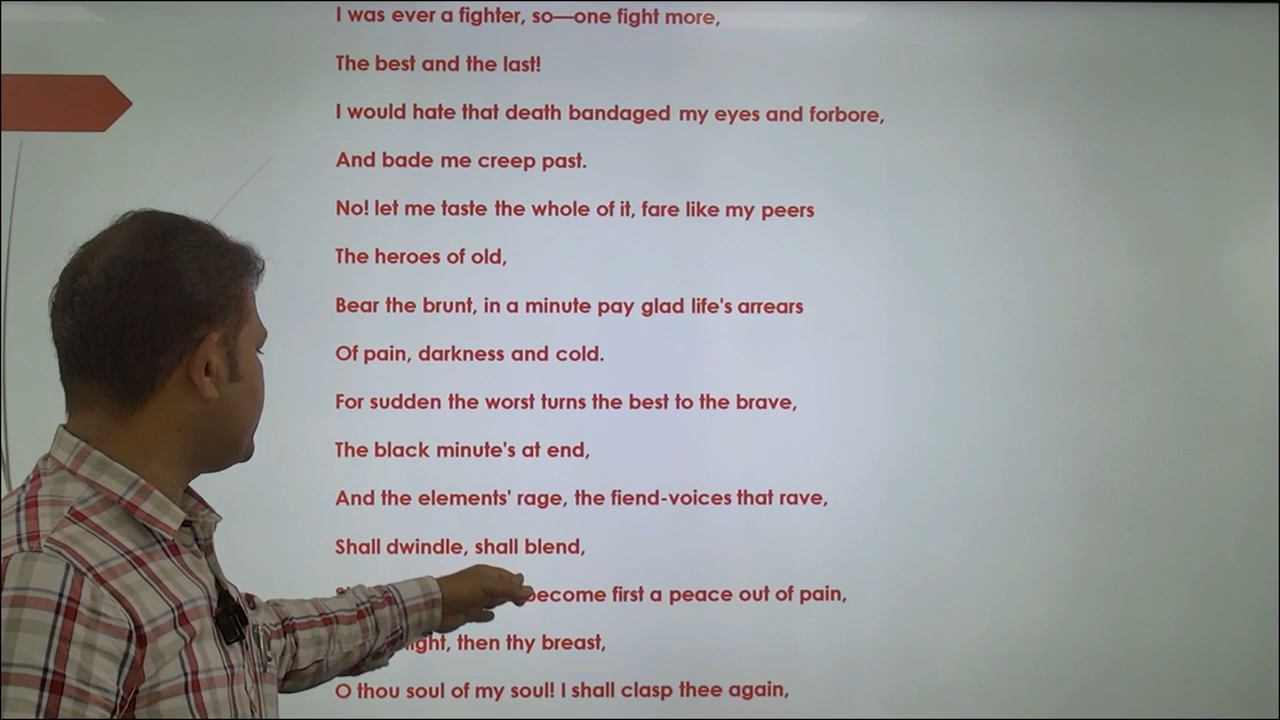 I was ever a fighter, so—one fight more,
The best and the last!
I would hate that death bandaged my eyes and forbore,
And bade me creep past.
No! let me taste the whole of it, fare like my peers
The heroes of old,
Bear the brunt, in a minute pay glad life's arrears
Of pain, darkness and cold.
For sudden the worst turns the best to the brave,
The black minute's at end,
And the elements' rage, the fiend-voices that rave,
Shall dwindle, shall blend,
become first a peace out of pain,
light, then thy breast,
O thou soul of my soul! I shall clasp thee again,